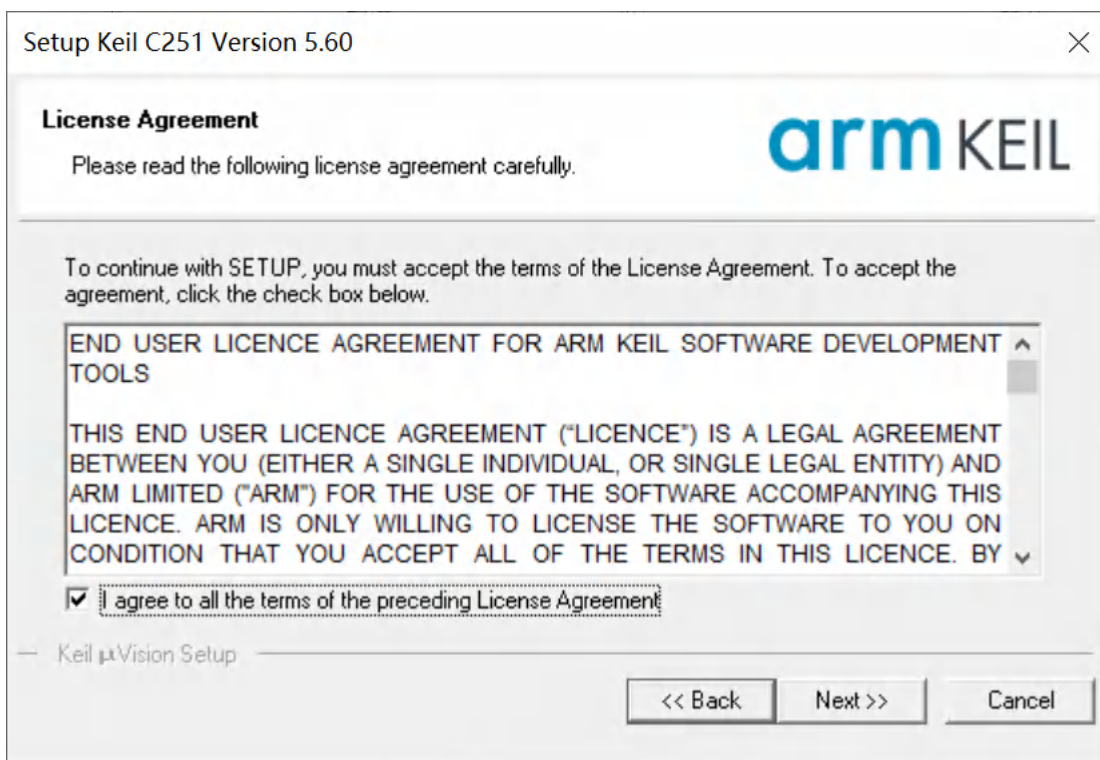 Setup Keil C251 Version 5.60
License Agreement
Please read the following license agreement carefully.
arm KEIL
To continue with SETUP, you must accept the terms of the License Agreement. To accept the
agreement, click the check box below.
END USER LICENCE AGREEMENT FOR ARM KEIL SOFTWARE DEVELOPMENT
TOOLS
THIS END USER LICENCE AGREEMENT (“LICENCE”) IS A LEGAL AGREEMENT
BETWEEN YOU (EITHER A SINGLE INDIVIDUAL, OR SINGLE LEGAL ENTITY) AND
ARM LIMITED ("ARM") FOR THE USE OF THE SOFTWARE ACCOMPANYING THIS
LICENCE. ARM IS ONLY WILLING TO LICENSE THE SOFTWARE TO YOU ON
CONDITION THAT YOU ACCEPT ALL OF THE TERMS IN THIS LICENCE. BY
I agree to all the terms of the preceding License Agreement
Keil µVision Setup
<< Back Next >> Cancel